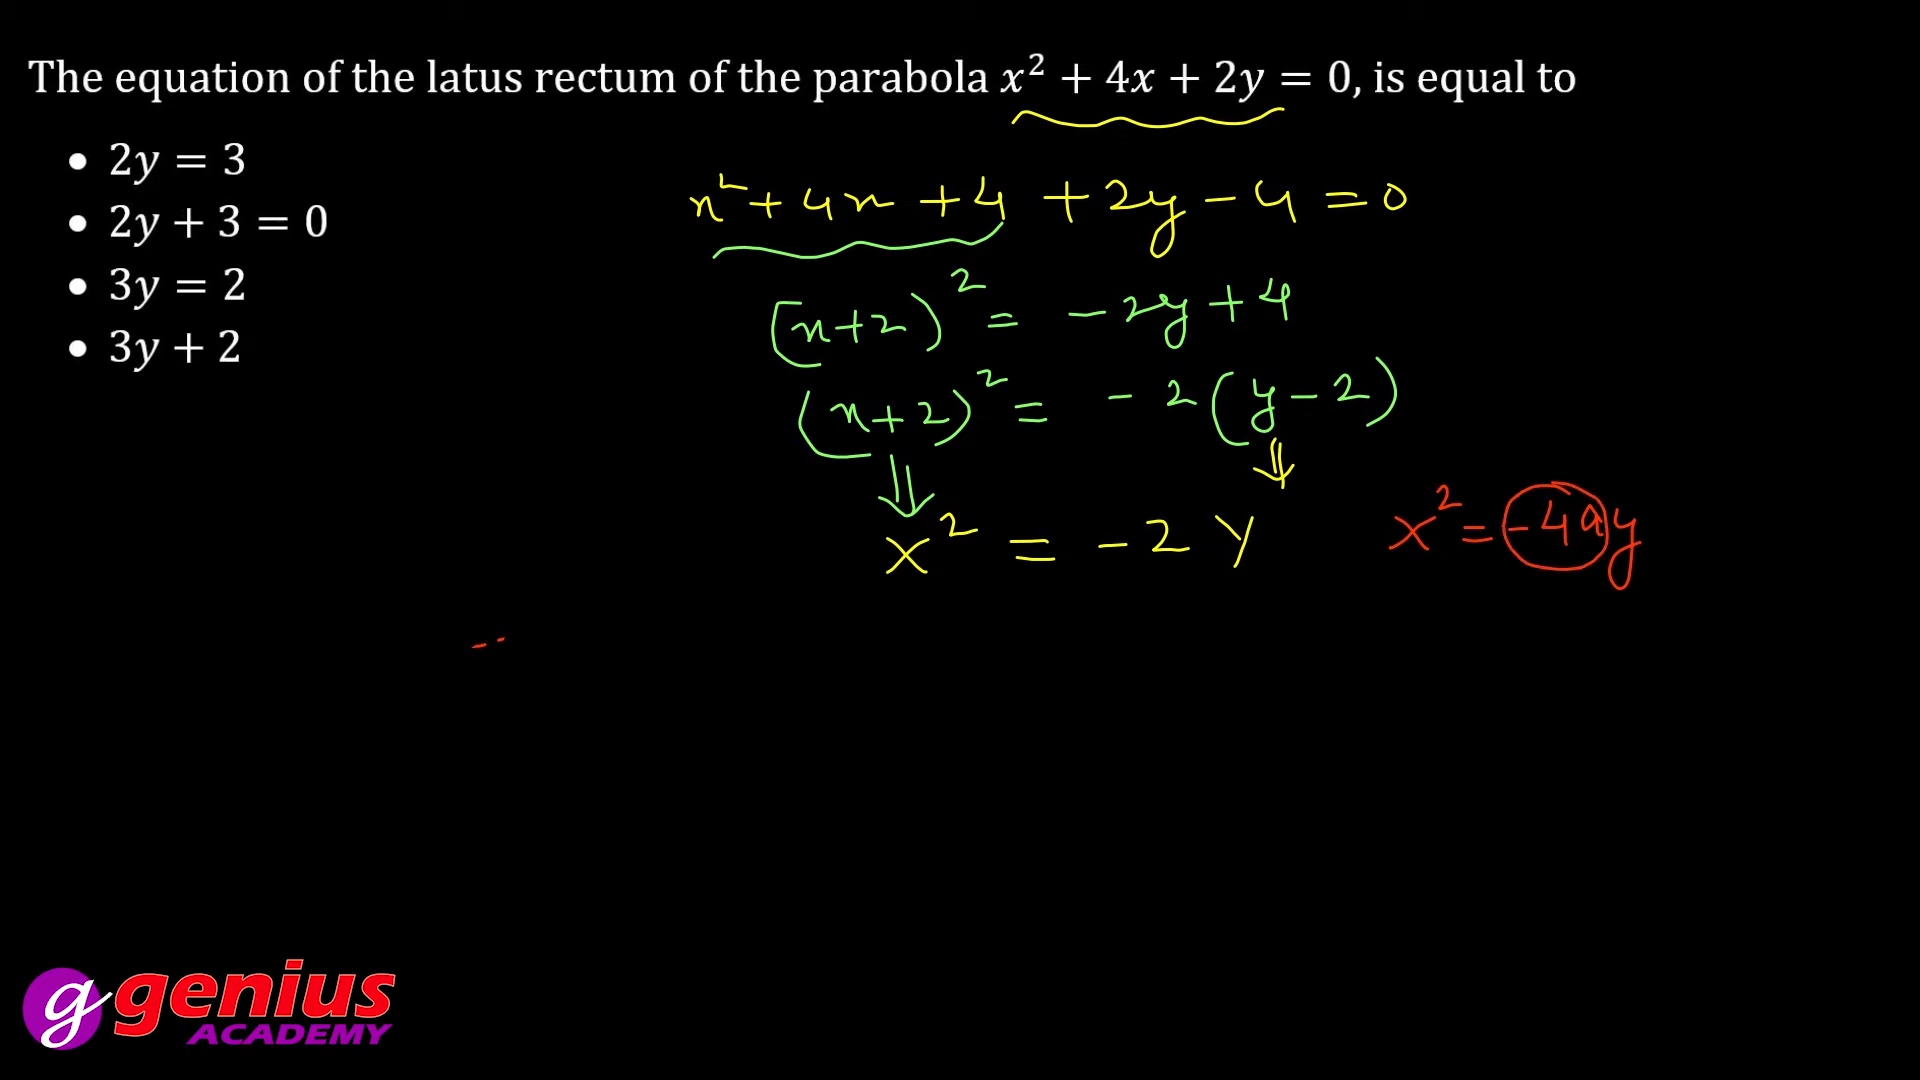 The equation of the latus rectum of the parabola x² + 4x + 2y = 0, is equal to
• 2y = 3
• 2y + 3 = 0
• 3y = 2
• 3y + 2
x² + 4x + 4 + 2y - 4 = 0
(x+2)² = -2y + 4
(x+2)² = -2(y-2)
X² = -2Y
x² = -4ay
g genius
ACADEMY